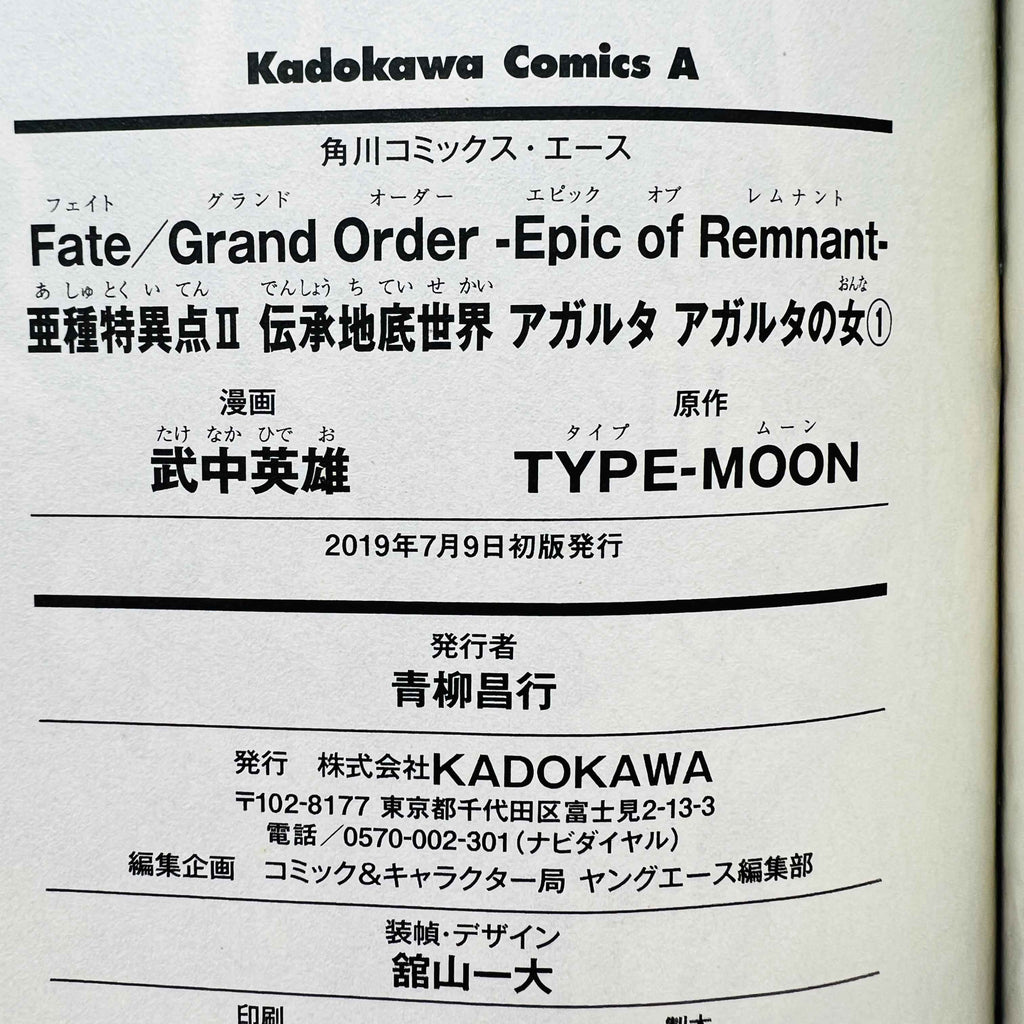 Kadokawa Comics A
角川コミックス・エース
フェイト グランド オーダー エピック オブ レムナント
Fate/Grand Order -Epic of Remnant-
あ しゅ とく い てん でんしょう ち てい せ かい おんな
亜種特異点Ⅱ 伝承地底世界 アガルタ アガルタの女①
漫画 原作
たけ なか ひで お タイプ ムーン
武中英雄 TYPE-MOON
2019年7月9日初版発行
発行者
青柳昌行
発行 株式会社KADOKAWA
〒102-8177 東京都千代田区富士見2-13-3
電話/0570-002-301(ナビダイヤル)
編集企画 コミック&キャラクター局 ヤングエース編集部
装幀・デザイン
舘山一大
印刷 製本